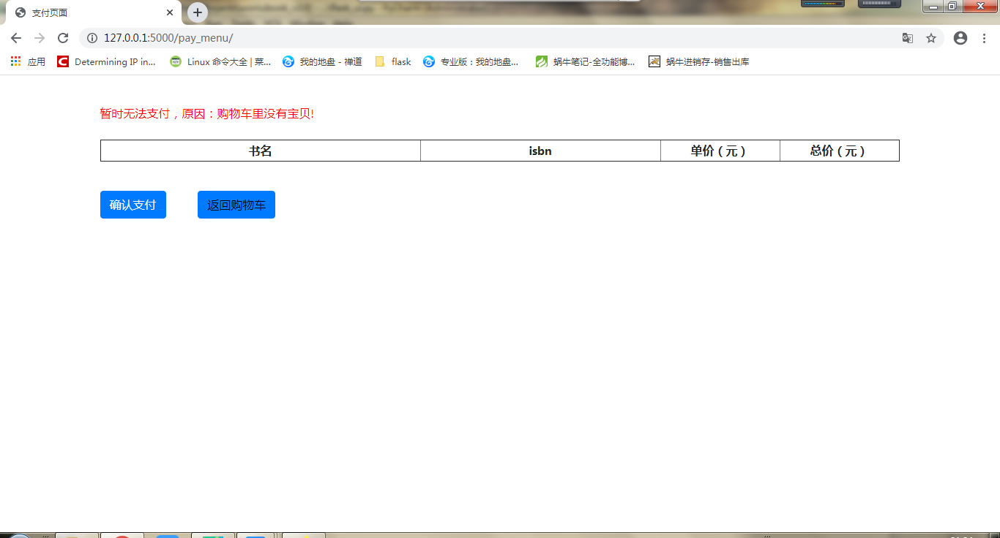 支付页面
127.0.0.1:5000/pay_menu/
应用 Determining IP in... Linux 命令大全 | 菜... 我的地盘 - 禅道 flask 专业版：我的地盘... 蜗牛笔记-全功能博... 蜗牛进销存-销售出库
暂时无法支付，原因：购物车里没有宝贝!
书名 isbn 单价（元） 总价（元）
确认支付 返回购物车